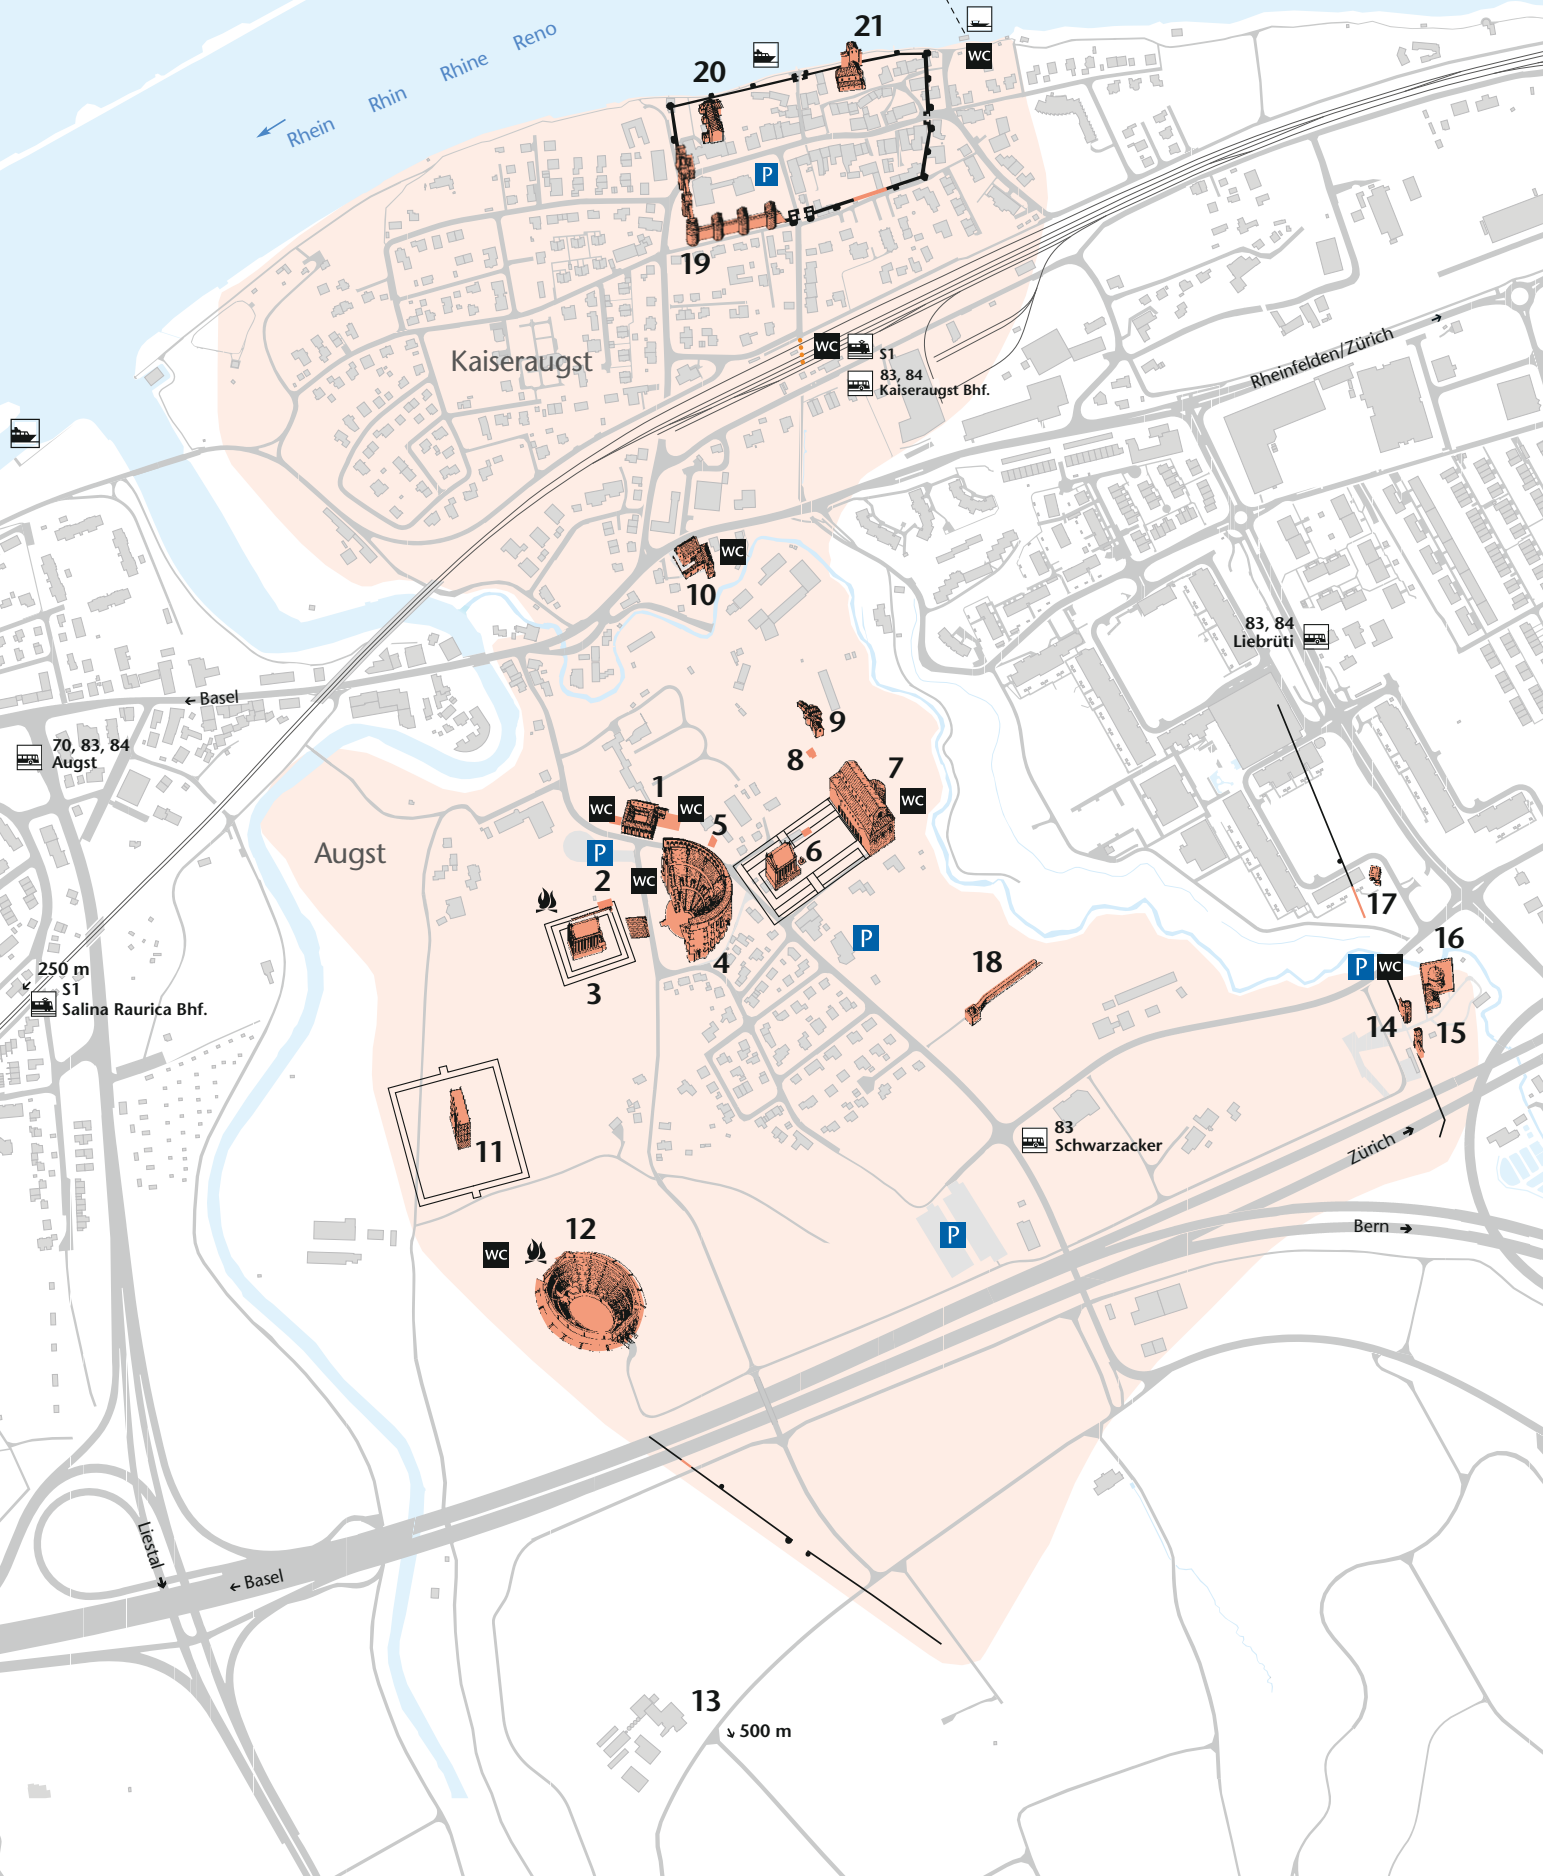 Rhein Rhin Rhine Reno
21
WC
20
P
19
Kaiseraugst
WC
S1
83, 84
Kaiseraugst Bhf.
Rheinfelden/Zürich
WC
10
83, 84
Liebrüti
Basel
70, 83, 84
Augst
9
8
7
WC
1
WC
WC
5
P
6
Augst
WC
2
4
3
P
17
16
P
WC
18
14
15
250 m
S1
Salina Raurica Bhf.
11
83
Schwarzacker
Zürich
Bern
12
WC
P
Liestal
Basel
13
500 m